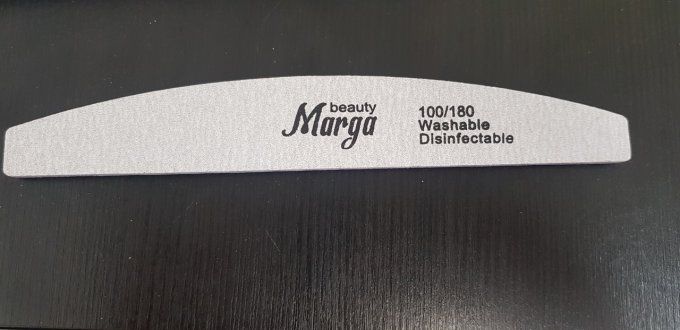 beauty
Marga
100/180
Washable
Disinfectable